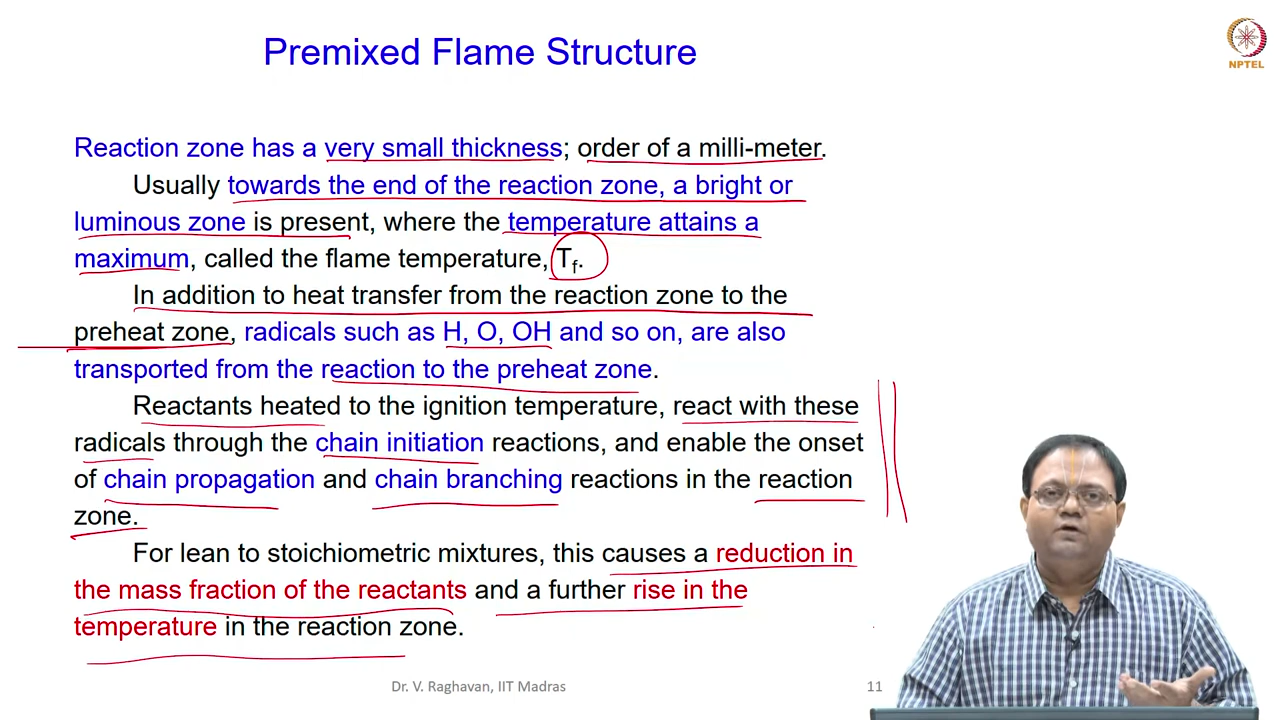 Premixed Flame Structure
NPTEL
Reaction zone has a very small thickness; order of a milli-meter.
Usually towards the end of the reaction zone, a bright or
luminous zone is present, where the temperature attains a
maximum, called the flame temperature, Tf.
In addition to heat transfer from the reaction zone to the
preheat zone, radicals such as H, O, OH and so on, are also
transported from the reaction to the preheat zone.
Reactants heated to the ignition temperature, react with these
radicals through the chain initiation reactions, and enable the onset
of chain propagation and chain branching reactions in the reaction
zone.
For lean to stoichiometric mixtures, this causes a reduction in
the mass fraction of the reactants and a further rise in the
temperature in the reaction zone.
Dr. V. Raghavan, IIT Madras
11